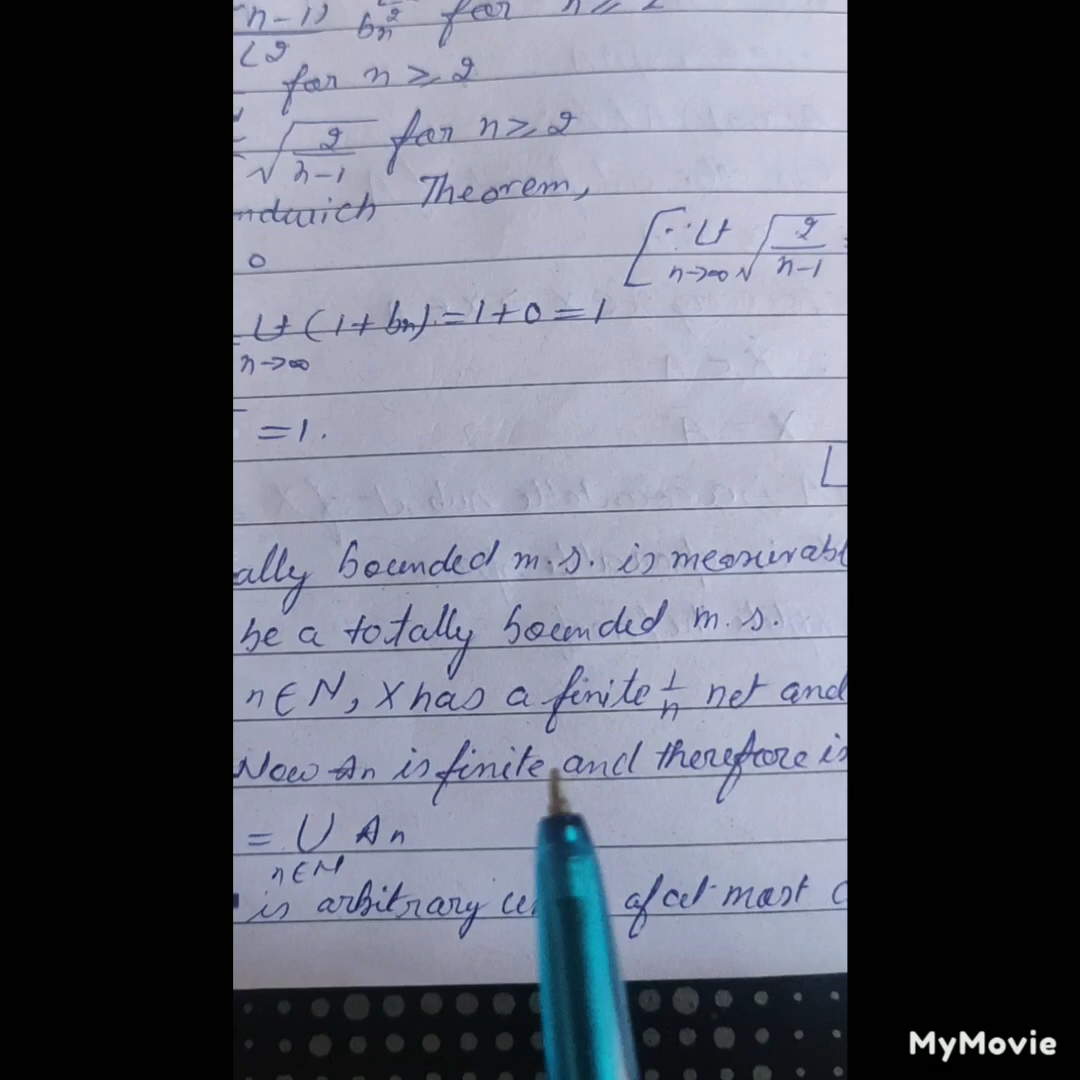 n-1) bn² for n ≥ 2
for n ≥ 2
√2/n-1 for n ≥ 2
ndwich Theorem,
0 [∵ Lt n→∞ √2/n-1
= Lt n→∞ (1 + bn) = 1 + 0 = 1
= 1.
ally bounded m.s. is
be a totally bounded m.s.
n ∈ N, X has a finite 1/n net and
Now An is finite and therefore is
= ∪ An
n ∈ N
is arbitrary of at most
MyMovie